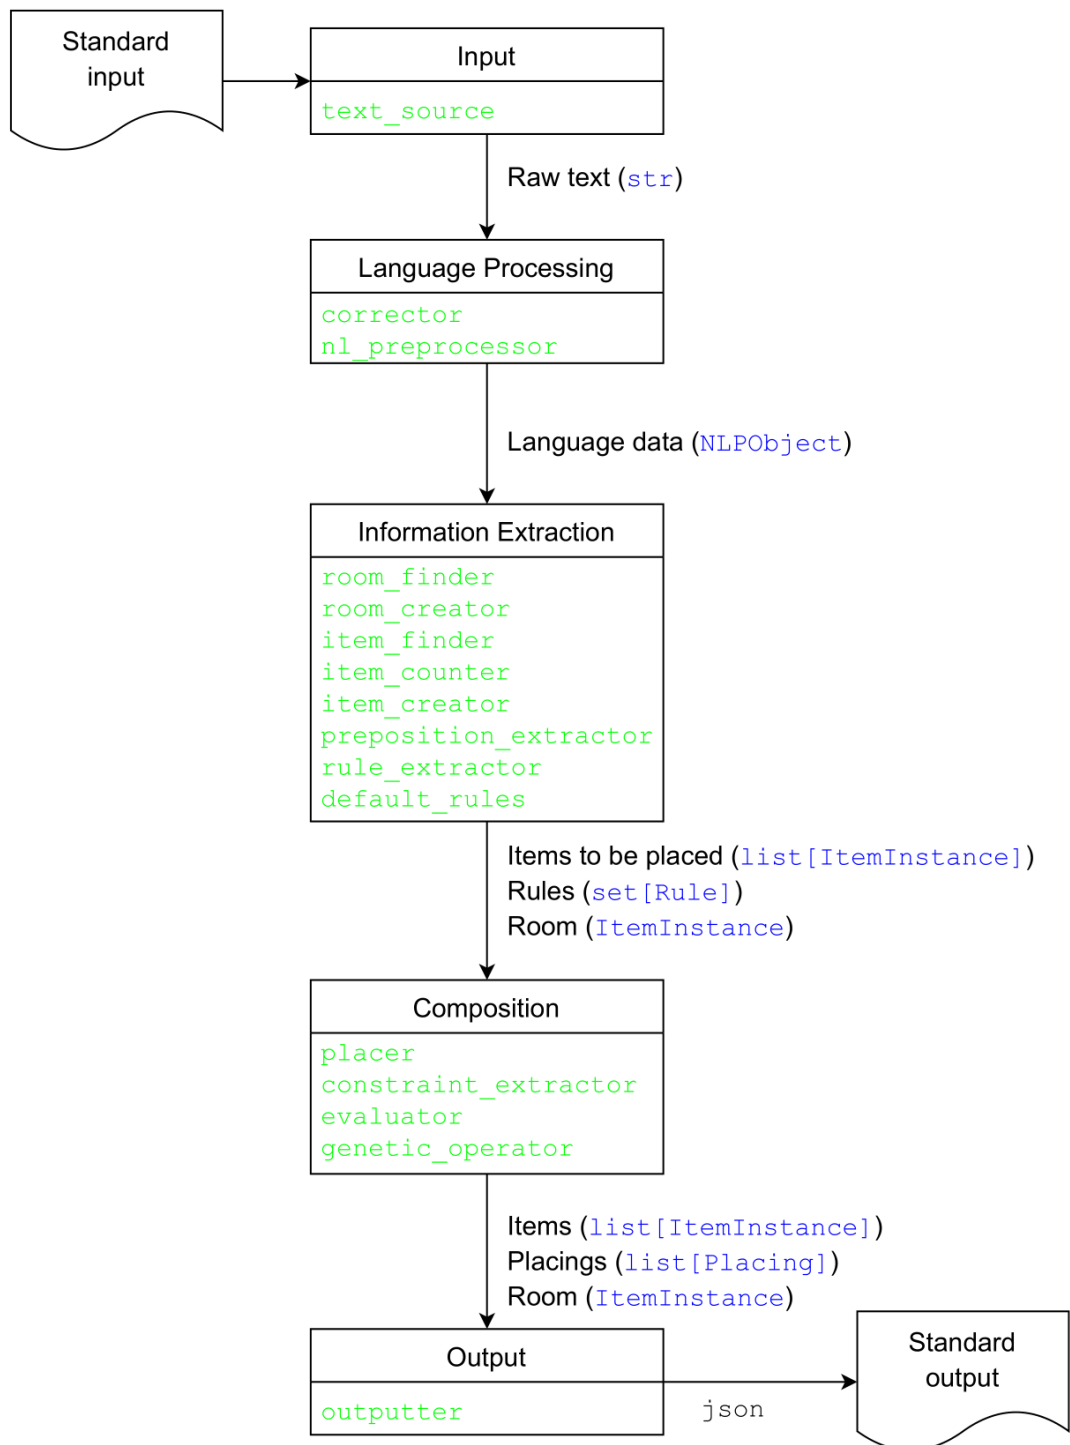 Standard
input
Input
text_source
Raw text (str)
Language Processing
corrector
nl_preprocessor
Language data (NLPObject)
Information Extraction
room_finder
room_creator
item_finder
item_counter
item_creator
preposition_extractor
rule_extractor
default_rules
Items to be placed (list[ItemInstance])
Rules (set[Rule])
Room (ItemInstance)
Composition
placer
constraint_extractor
evaluator
genetic_operator
Items (list[ItemInstance])
Placings (list[Placing])
Room (ItemInstance)
Output
outputter
json
Standard
output